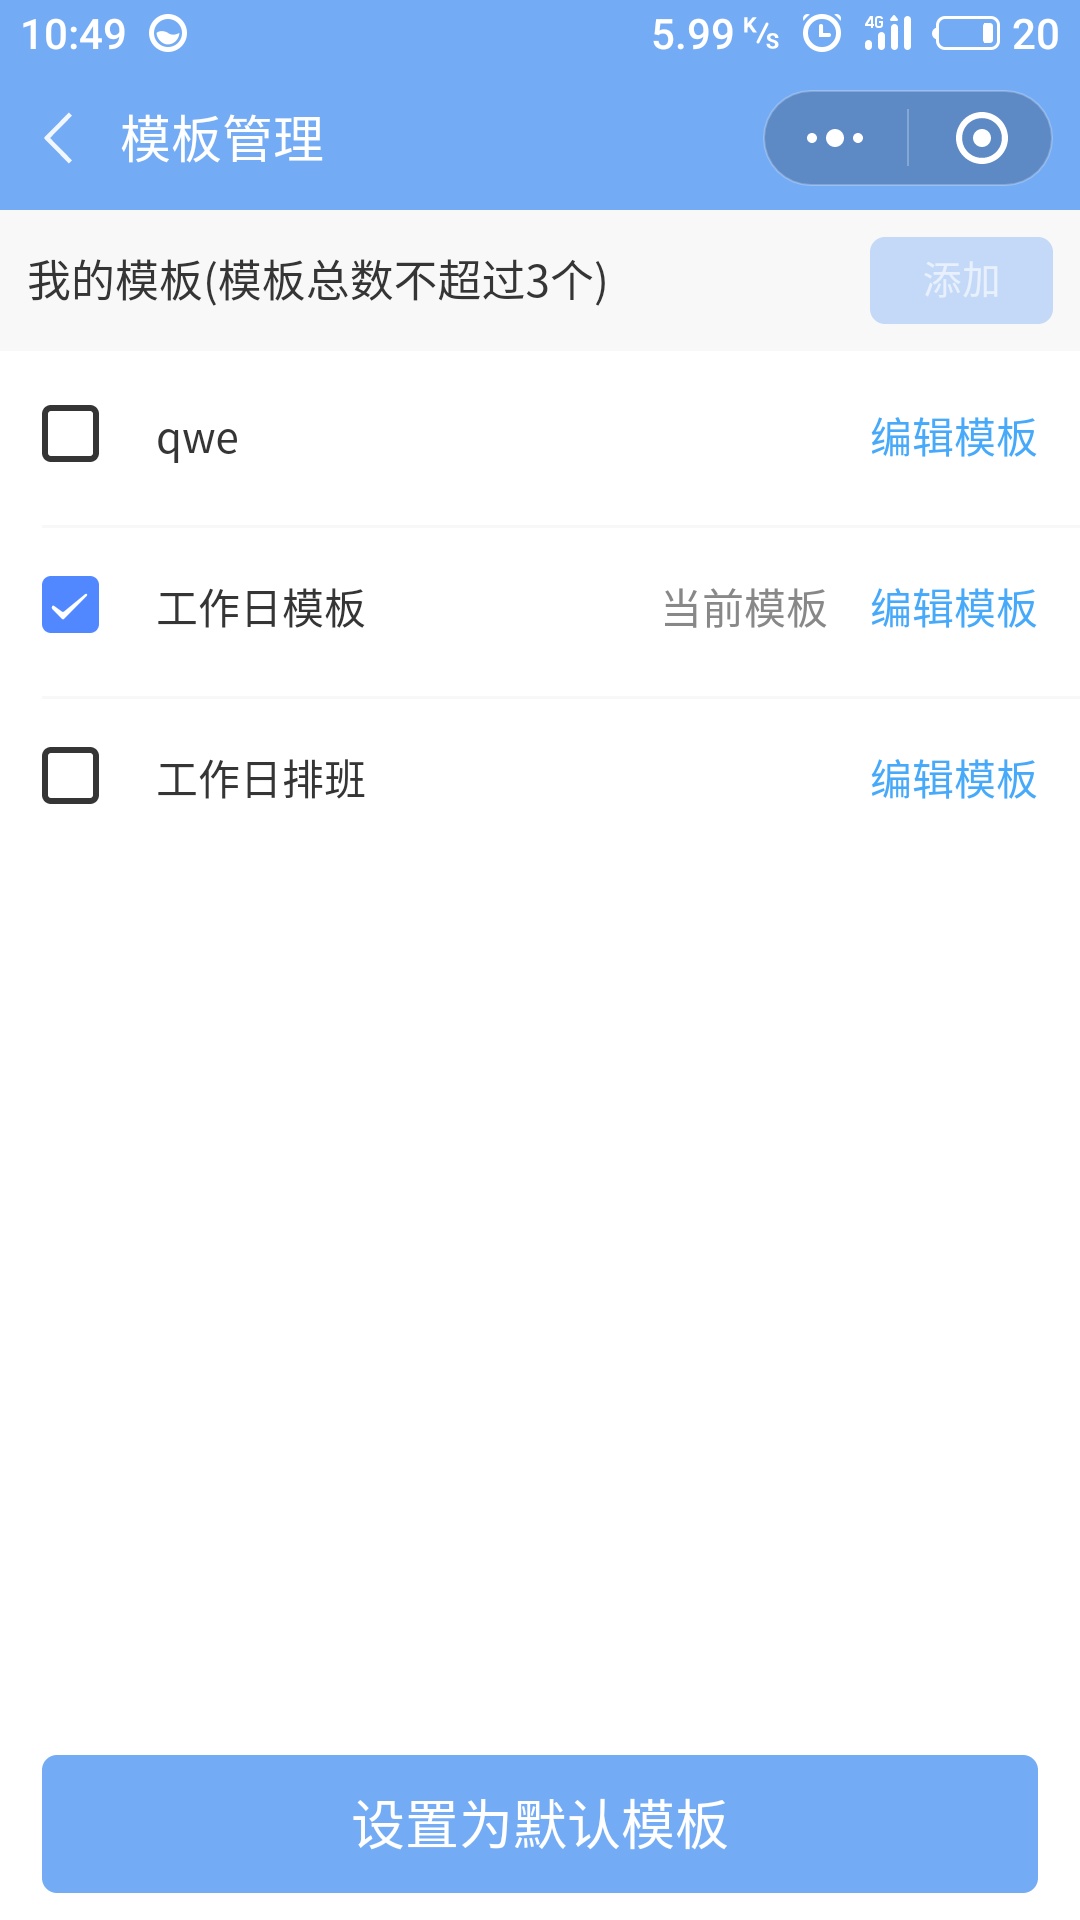 10:49 5.99 K/s 4G 20
模板管理
我的模板(模板总数不超过3个) 添加
qwe 编辑模板
工作日模板 当前模板 编辑模板
工作日排班 编辑模板
设置为默认模板